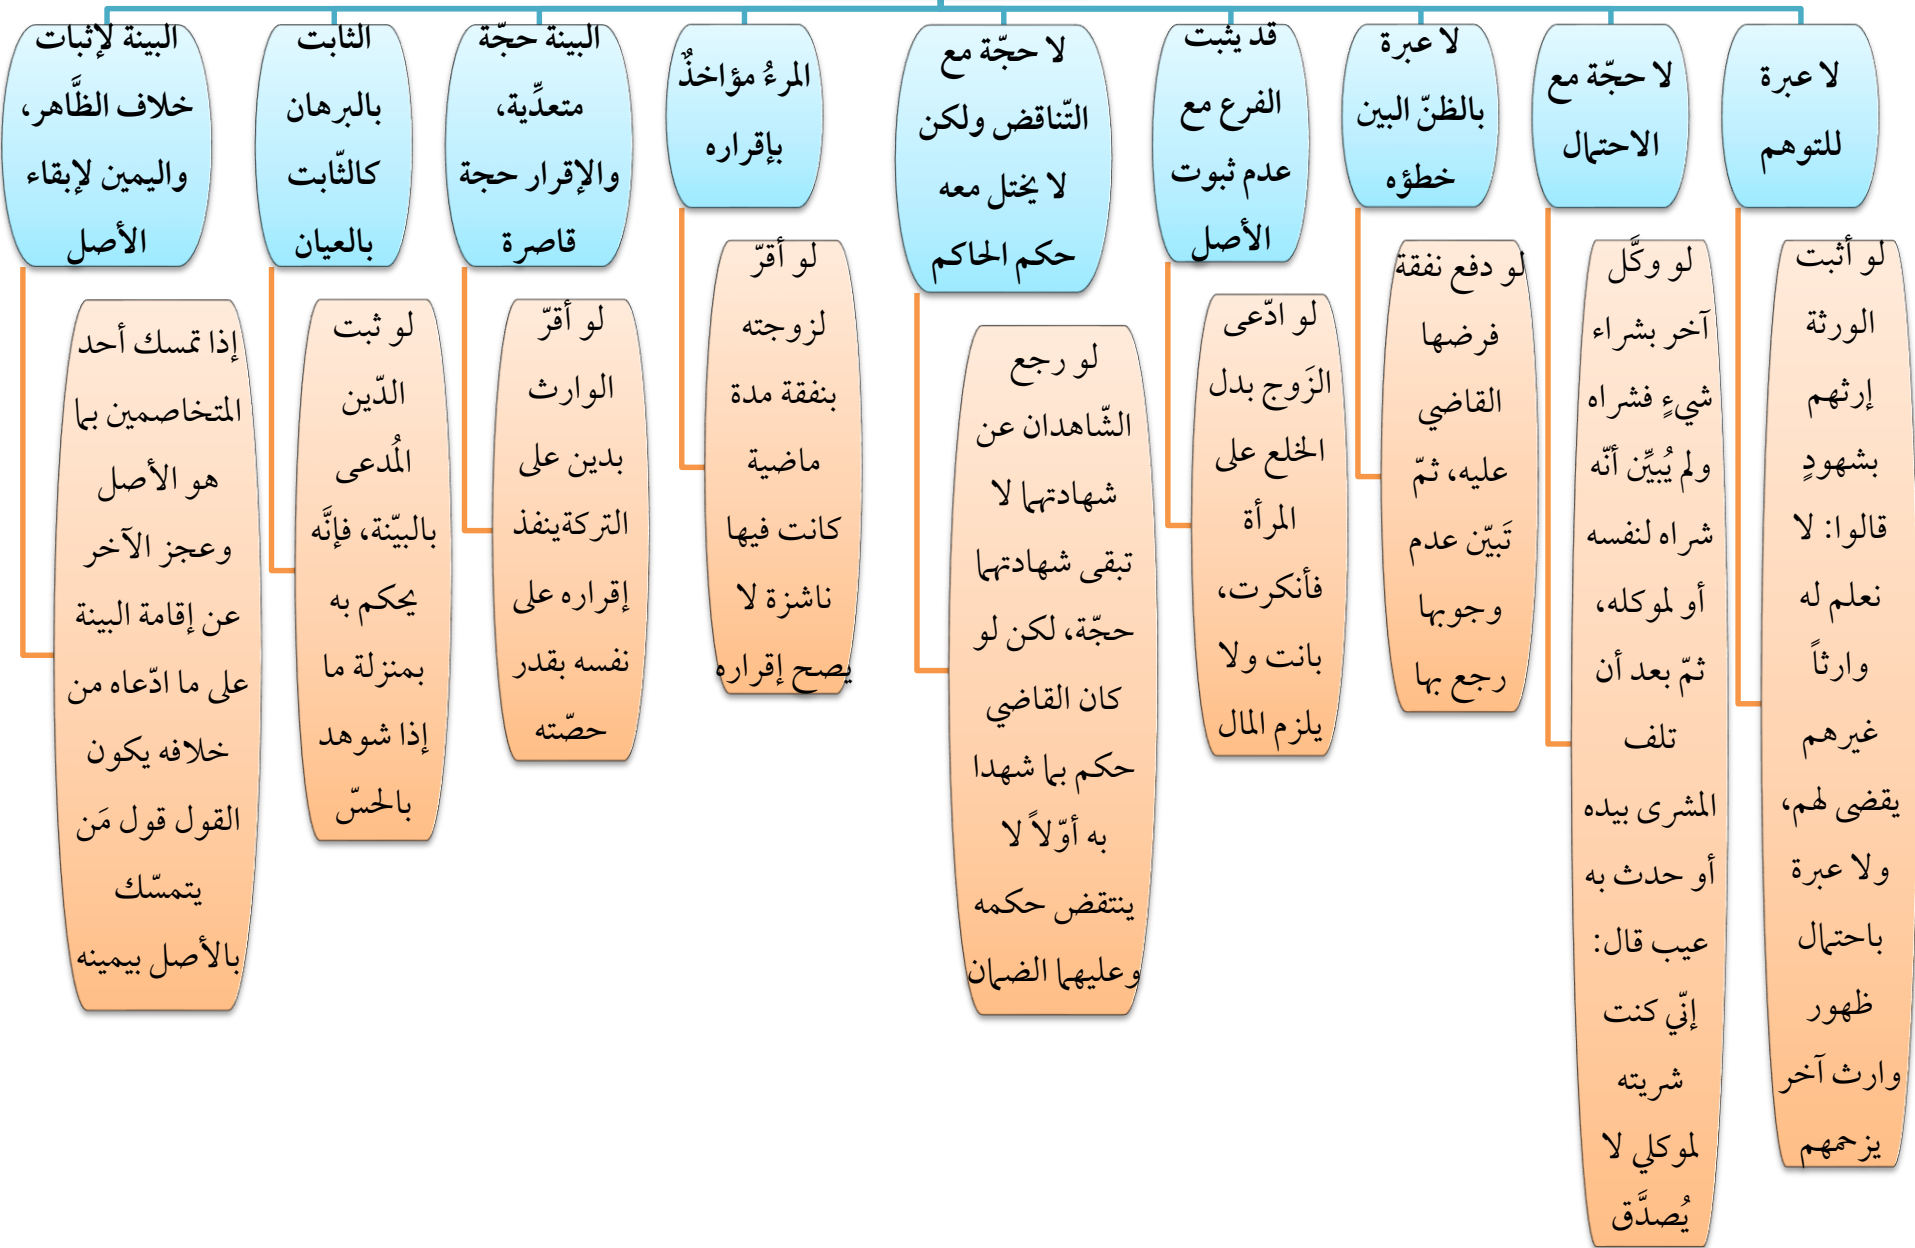 لا عبرة
للتوهم
لو أثبت
الورثة
إرثهم
بشهودٍ
قالوا: لا
نعلم له
وارثاً
غيرهم
يقضى لهم،
ولا عبرة
باحتمال
ظهور
وارث آخر
يزحمهم
لا حجّة مع
الاحتمال
لو وكَّل
آخر بشراء
شيءٍ فشراه
ولم يُبيِّن أنّه
شراه لنفسه
أو لموكله،
ثمّ بعد أن
تلف
المشرى بيده
أو حدث به
عيب قال:
إنّي كنت
شريته
لموكلي لا
يُصدَّق
لا عبرة
بالظنّ البين
خطؤه
لو دفع نفقة
فرضها
القاضي
عليه، ثمّ
تَبيّن عدم
وجوبها
رجع بها
قد يثبت
الفرع مع
عدم ثبوت
الأصل
لو ادّعى
الزَوج بدل
الخلع على
المرأة
فأنكرت،
بانت ولا
يلزم المال
لا حجّة مع
التّناقض ولكن
لا يختل معه
حكم الحاكم
لو رجع
الشّاهدان عن
شهادتهما لا
تبقى شهادتهما
حجّة، لكن لو
كان القاضي
حكم بما شهدا
به أوّلاً لا
ينتقض حكمه
وعليهما الضمان
المرءُ مؤاخذٌ
بإقراره
لو أقرّ
لزوجته
بنفقة مدة
ماضية
كانت فيها
ناشزة لا
يصح إقراره
البينة حجّة
متعدِّية،
والإقرار حجة
قاصرة
لو أقرّ
الوارث
بدين على
التركةينفذ
إقراره على
نفسه بقدر
حصّته
الثابت
بالبرهان
كالثّابت
بالعيان
لو ثبت
الدّين
المُدعى
بالبيّنة، فإنَّه
يحكم به
بمنزلة ما
إذا شوهد
بالحسّ
البينة لإثبات
خلاف الظَّاهر،
واليمين لإبقاء
الأصل
إذا تمسك أحد
المتخاصمين بما
هو الأصل
وعجز الآخر
عن إقامة البينة
على ما ادّعاه من
خلافه يكون
القول قول مَن
يتمسّك
بالأصل بيمينه